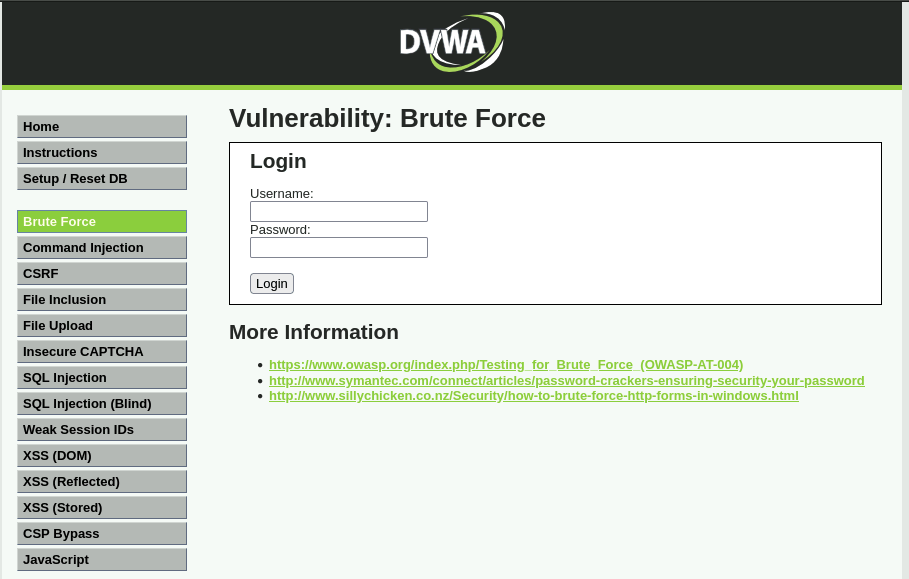 DVWA
Home
Instructions
Setup / Reset DB
Brute Force
Command Injection
CSRF
File Inclusion
File Upload
Insecure CAPTCHA
SQL Injection
SQL Injection (Blind)
Weak Session IDs
XSS (DOM)
XSS (Reflected)
XSS (Stored)
CSP Bypass
JavaScript
Vulnerability: Brute Force
Login
Username:
Password:
Login
More Information
https://www.owasp.org/index.php/Testing_for_Brute_Force_(OWASP-AT-004)
http://www.symantec.com/connect/articles/password-crackers-ensuring-security-your-password
http://www.sillychicken.co.nz/Security/how-to-brute-force-http-forms-in-windows.html